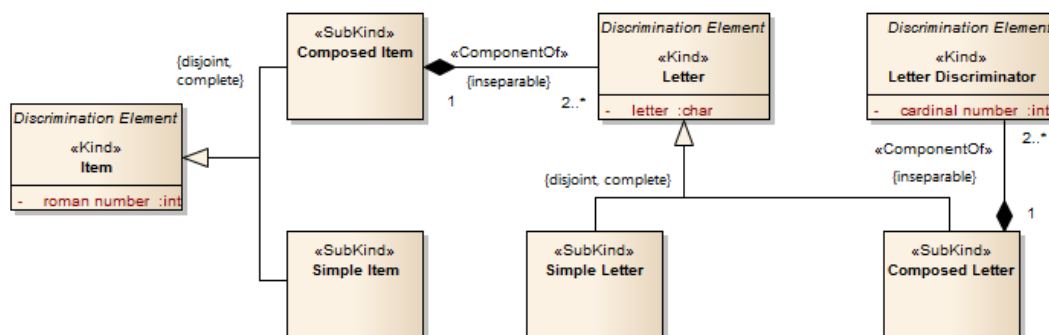 {disjoint,
complete}
«SubKind»
Composed Item
«ComponentOf»
{inseparable}
1
2..*
Discrimination Element
«Kind»
Letter
- letter :char
Discrimination Element
«Kind»
Letter Discriminator
- cardinal number :int
2..*
«ComponentOf»
{inseparable}
1
Discrimination Element
«Kind»
Item
- roman number :int
{disjoint, complete}
«SubKind»
Simple Item
«SubKind»
Simple Letter
«SubKind»
Composed Letter